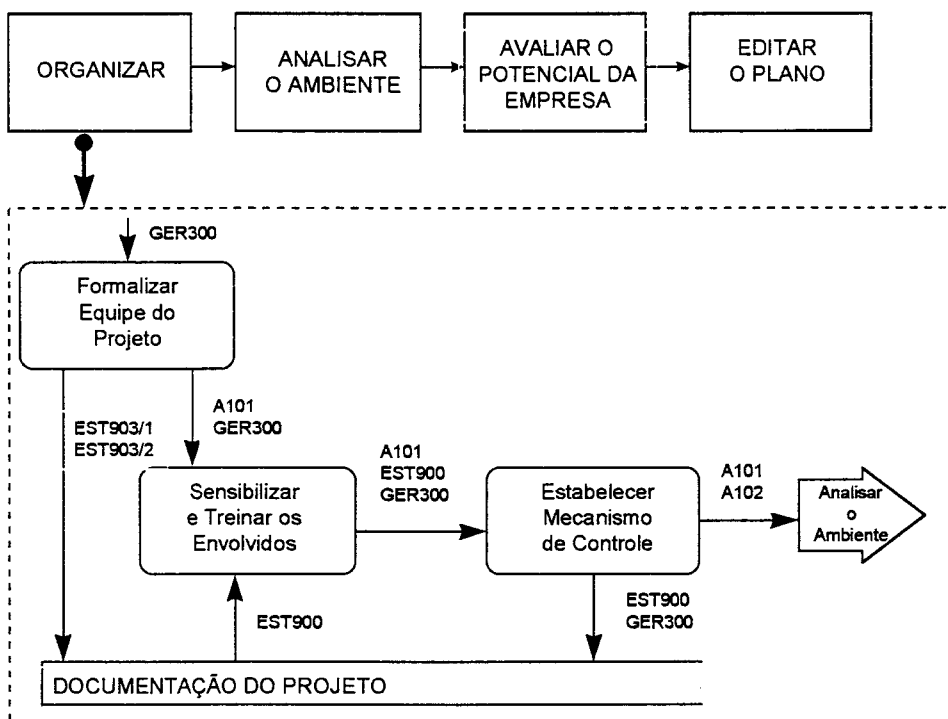 ORGANIZAR
ANALISAR
O AMBIENTE
AVALIAR O
POTENCIAL DA
EMPRESA
EDITAR
O PLANO
GER300
Formalizar
Equipe do
Projeto
EST903/1
EST903/2
A101
GER300
Sensibilizar
e Treinar os
Envolvidos
A101
EST900
GER300
Estabelecer
Mecanismo
de Controle
A101
A102
Analisar
o
Ambiente
EST900
EST900
GER300
DOCUMENTAÇÃO DO PROJETO